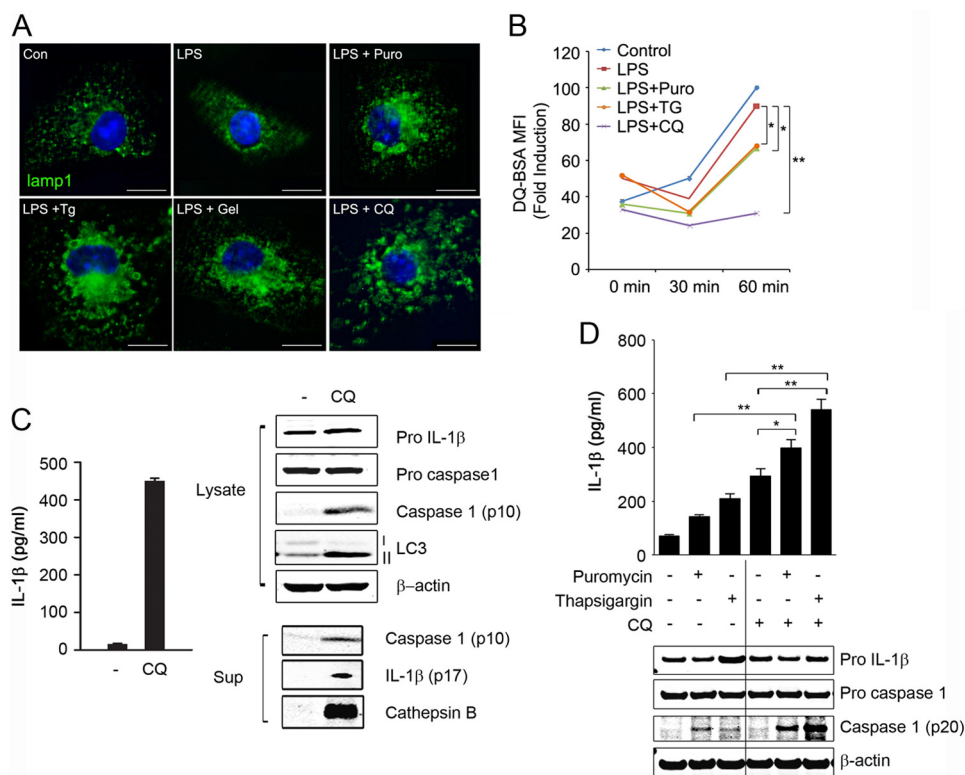 A
Con
LPS
LPS + Puro
lamp1
LPS +Tg
LPS + Gel
LPS + CQ
B
DQ-BSA MFI
(Fold Induction)
120
100
80
60
40
20
0
0 min 30 min 60 min
Control
LPS
LPS+Puro
LPS+TG
LPS+CQ
* * **
C
IL-1β (pg/ml)
500
400
300
200
100
0
- CQ
- CQ
Lysate
Pro IL-1β
Pro caspase1
Caspase 1 (p10)
I
II
LC3
β–actin
Sup
Caspase 1 (p10)
IL-1β (p17)
Cathepsin B
D
IL-1β (pg/ml)
800
600
400
200
0
**
**
**
*
Puromycin - + - - + -
Thapsigargin - - + - - +
CQ - - - + + +
Pro IL-1β
Pro caspase 1
Caspase 1 (p20)
β-actin